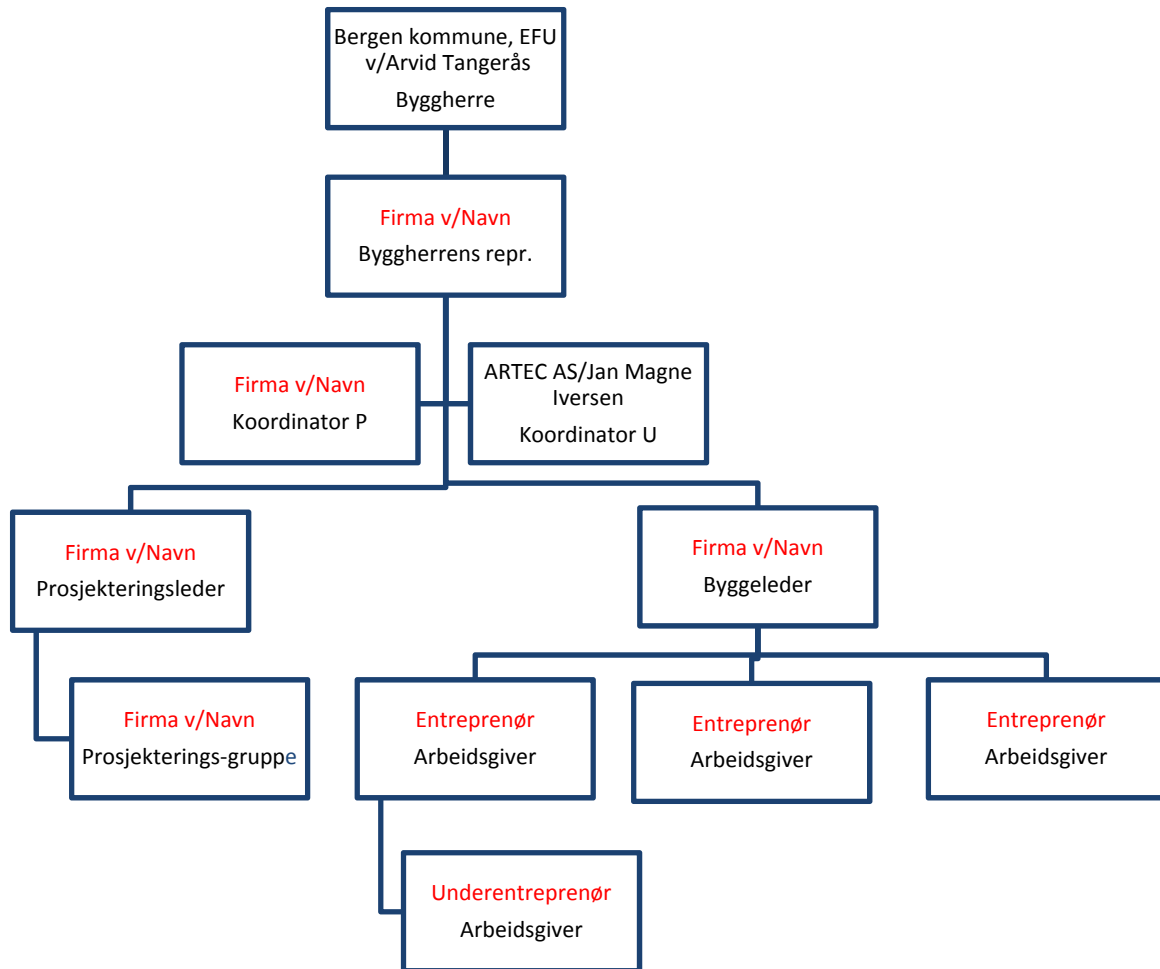 Bergen kommune, EFU
v/Arvid Tangerås
Byggherre
Firma v/Navn
Byggherrens repr.
Firma v/Navn
Koordinator P
ARTEC AS/Jan Magne
Iversen
Koordinator U
Firma v/Navn
Prosjekteringsleder
Firma v/Navn
Byggeleder
Firma v/Navn
Prosjekterings-gruppe
Entreprenør
Arbeidsgiver
Entreprenør
Arbeidsgiver
Entreprenør
Arbeidsgiver
Underentreprenør
Arbeidsgiver